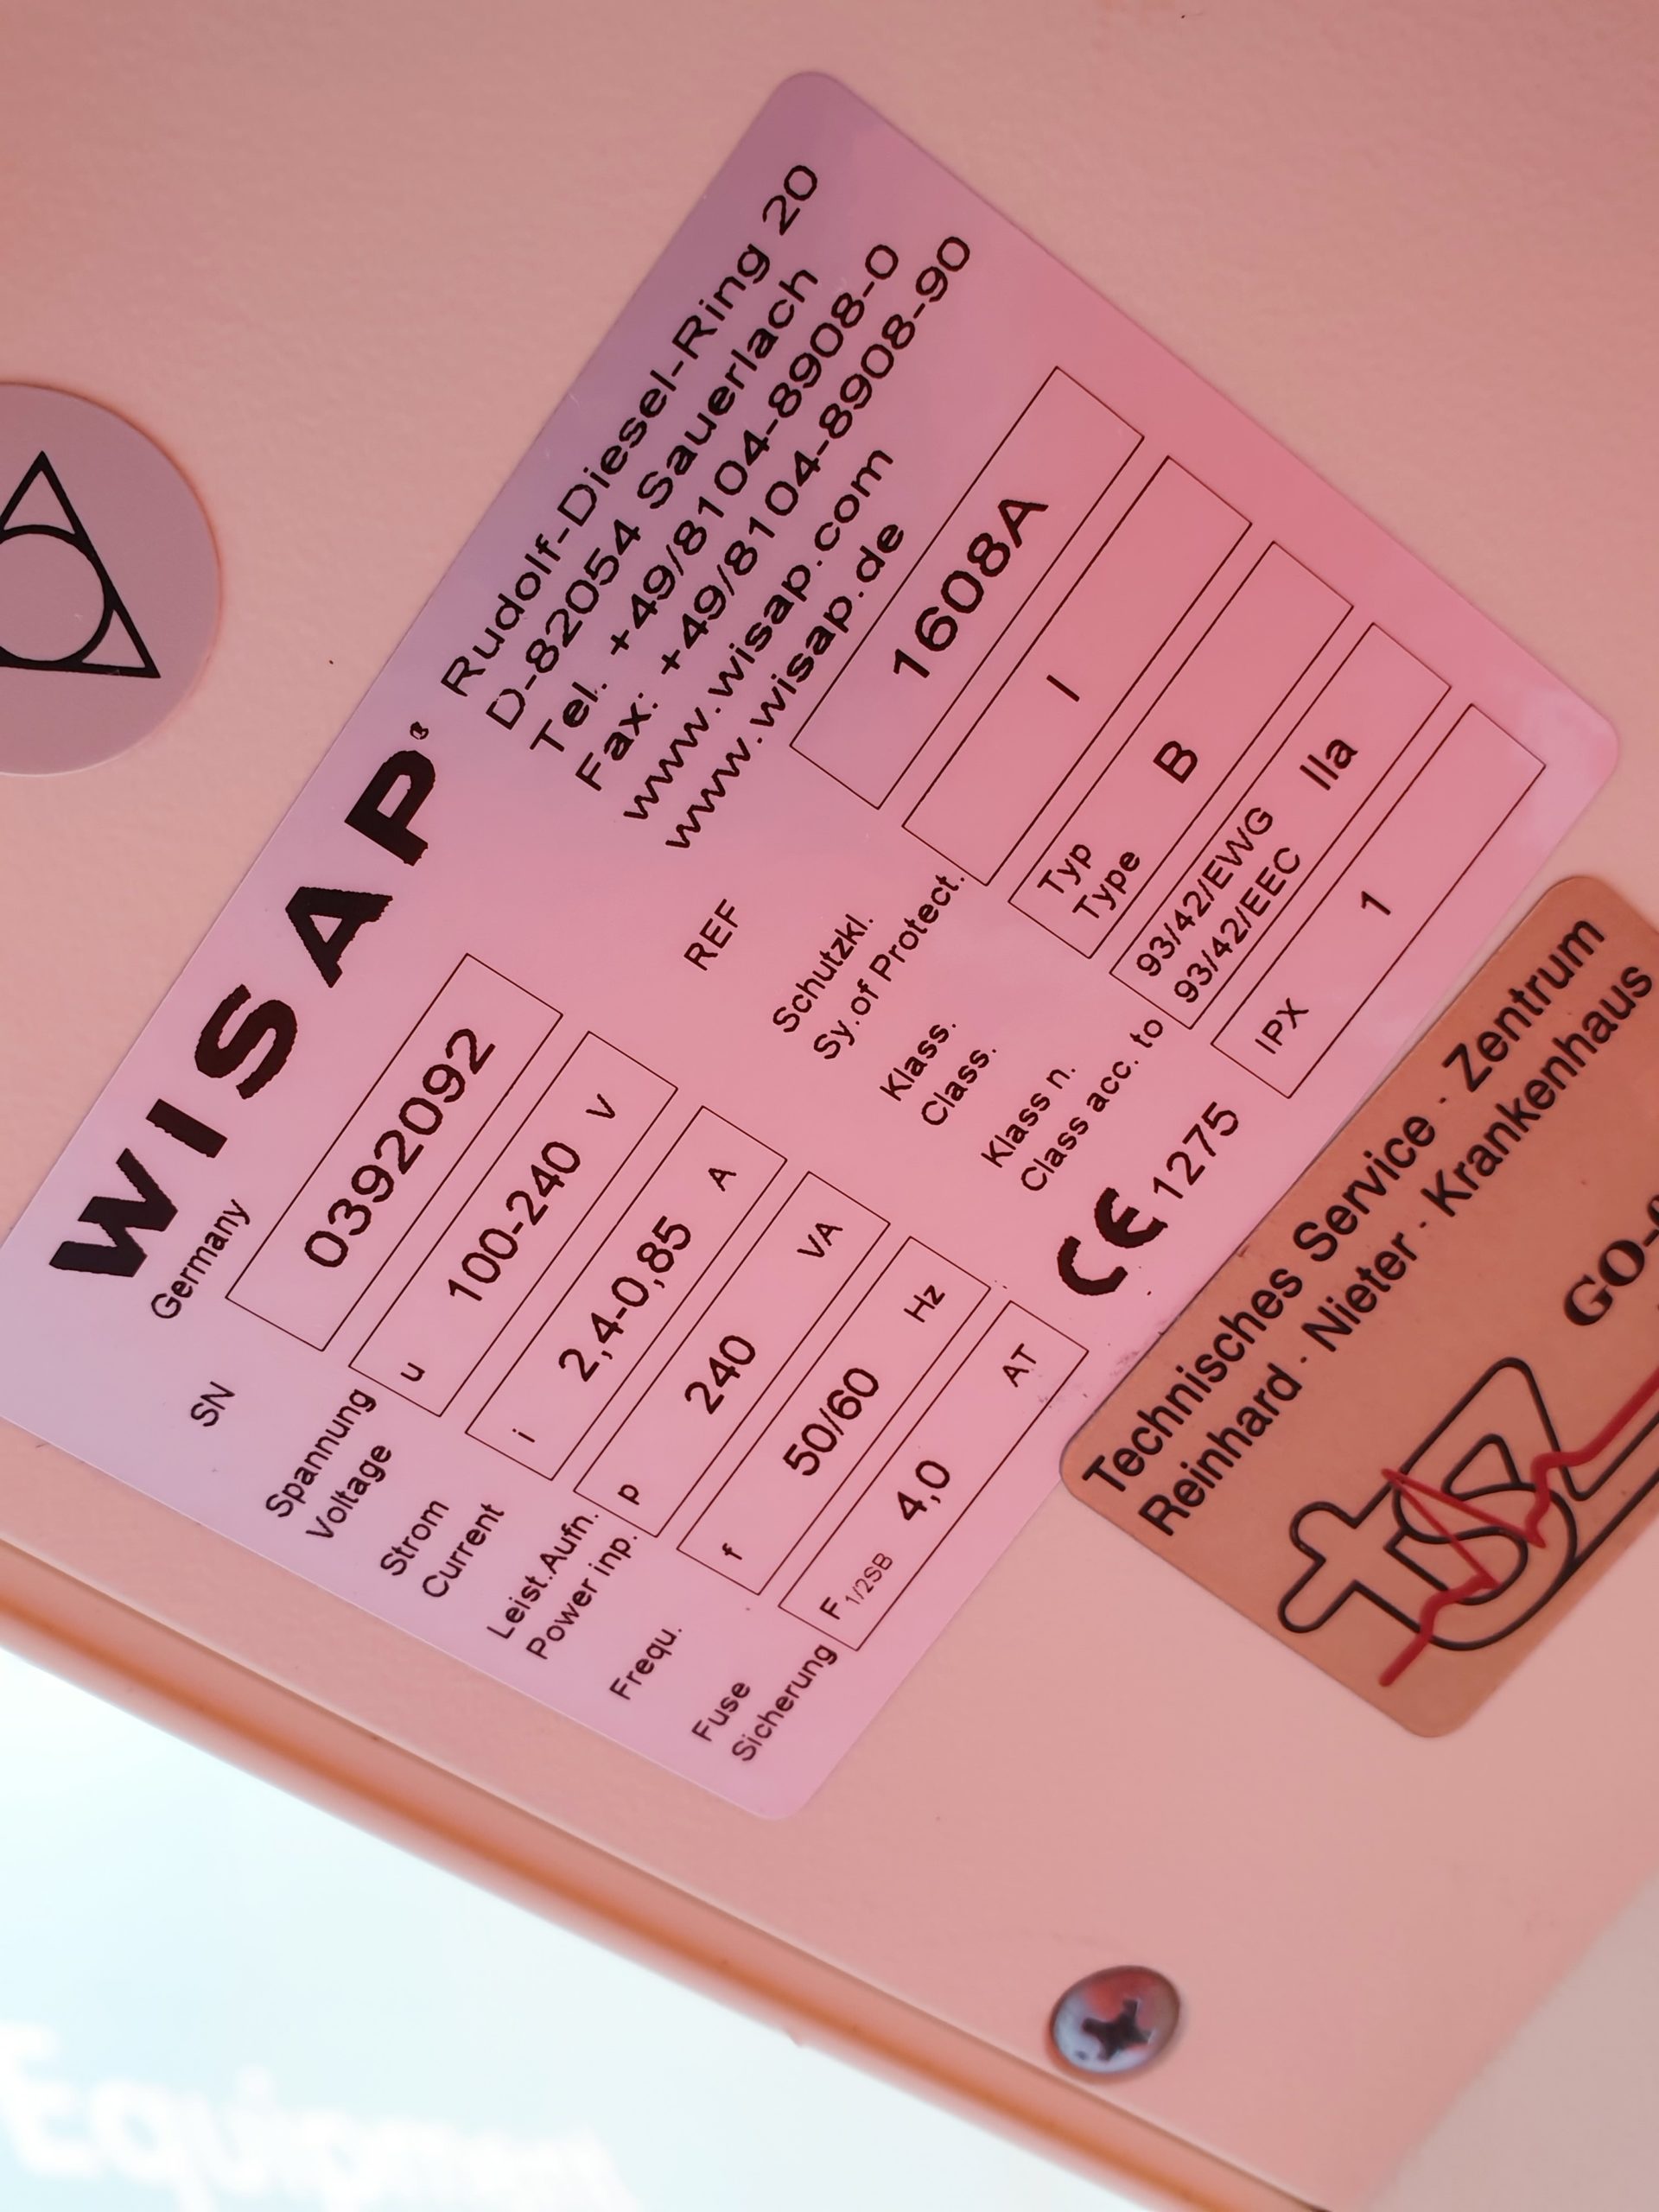 WISAP®
Germany
Rudolf-Diesel-Ring 20
D-82054 Sauerlach
Tel. +49/8104-8908-0
Fax: +49/8104-8908-90
www.wisap.com
www.wisap.de
SN 0392092
Spannung
Voltage
u 100-240 V
Strom
Current
i 2,4-0,85 A
Leist.Aufn.
Power inp.
p 240 VA
Frequ. f 50/60 Hz
Fuse
Sicherung
F 1/2SB 4,0 AT
REF 1608A
Schutzkl.
Sy.of Protect.
I
Klass.
Class.
Typ
Type
B
Klass n.
Class acc. to
93/42/EWG
93/42/EEC
IIa
CE 1275
IPX 1
Technisches Service · Zentrum
Reinhard · Nieter · Krankenhaus
tsz